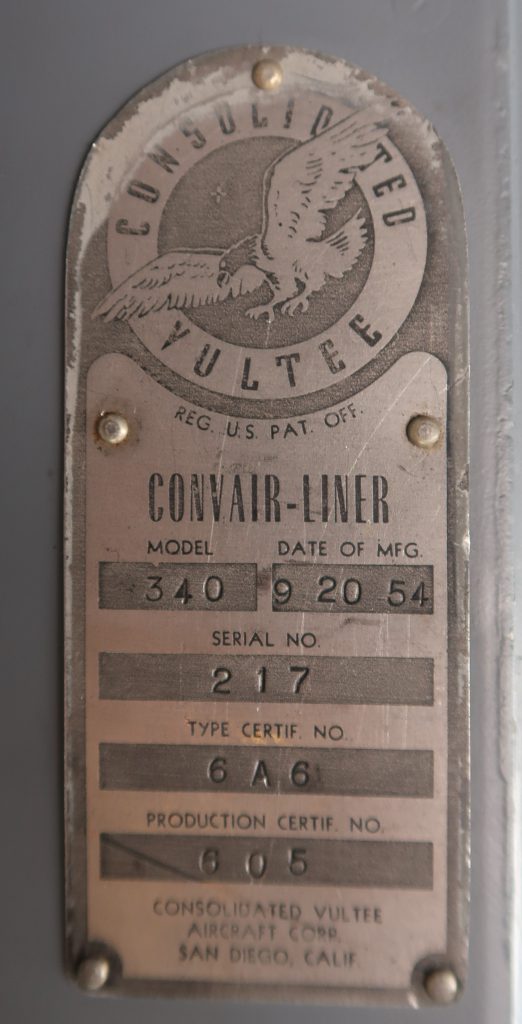 CONSOLIDATED
VULTEE
REG. U.S. PAT. OFF.
CONVAIR-LINER
MODEL DATE OF MFG.
340 9 20 54
SERIAL NO.
217
TYPE CERTIF. NO.
6A6
PRODUCTION CERTIF. NO.
605
CONSOLIDATED VULTEE
AIRCRAFT CORP.
SAN DIEGO, CALIF.